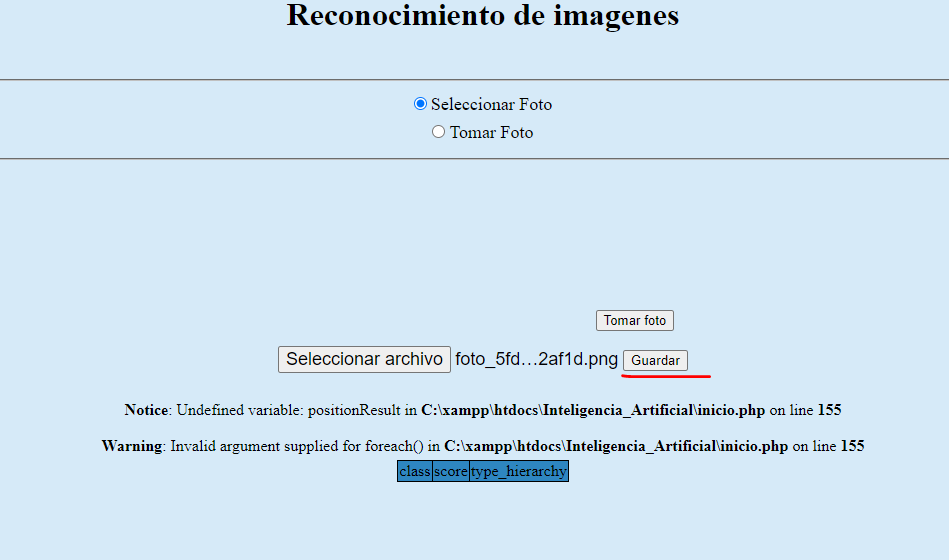 Reconocimiento de imagenes
Seleccionar Foto
Tomar Foto
Tomar foto
Seleccionar archivo foto_5fd…2af1d.png Guardar
Notice: Undefined variable: positionResult in C:\xampp\htdocs\Inteligencia_Artificial\inicio.php on line 155
Warning: Invalid argument supplied for foreach() in C:\xampp\htdocs\Inteligencia_Artificial\inicio.php on line 155
class score type_hierarchy